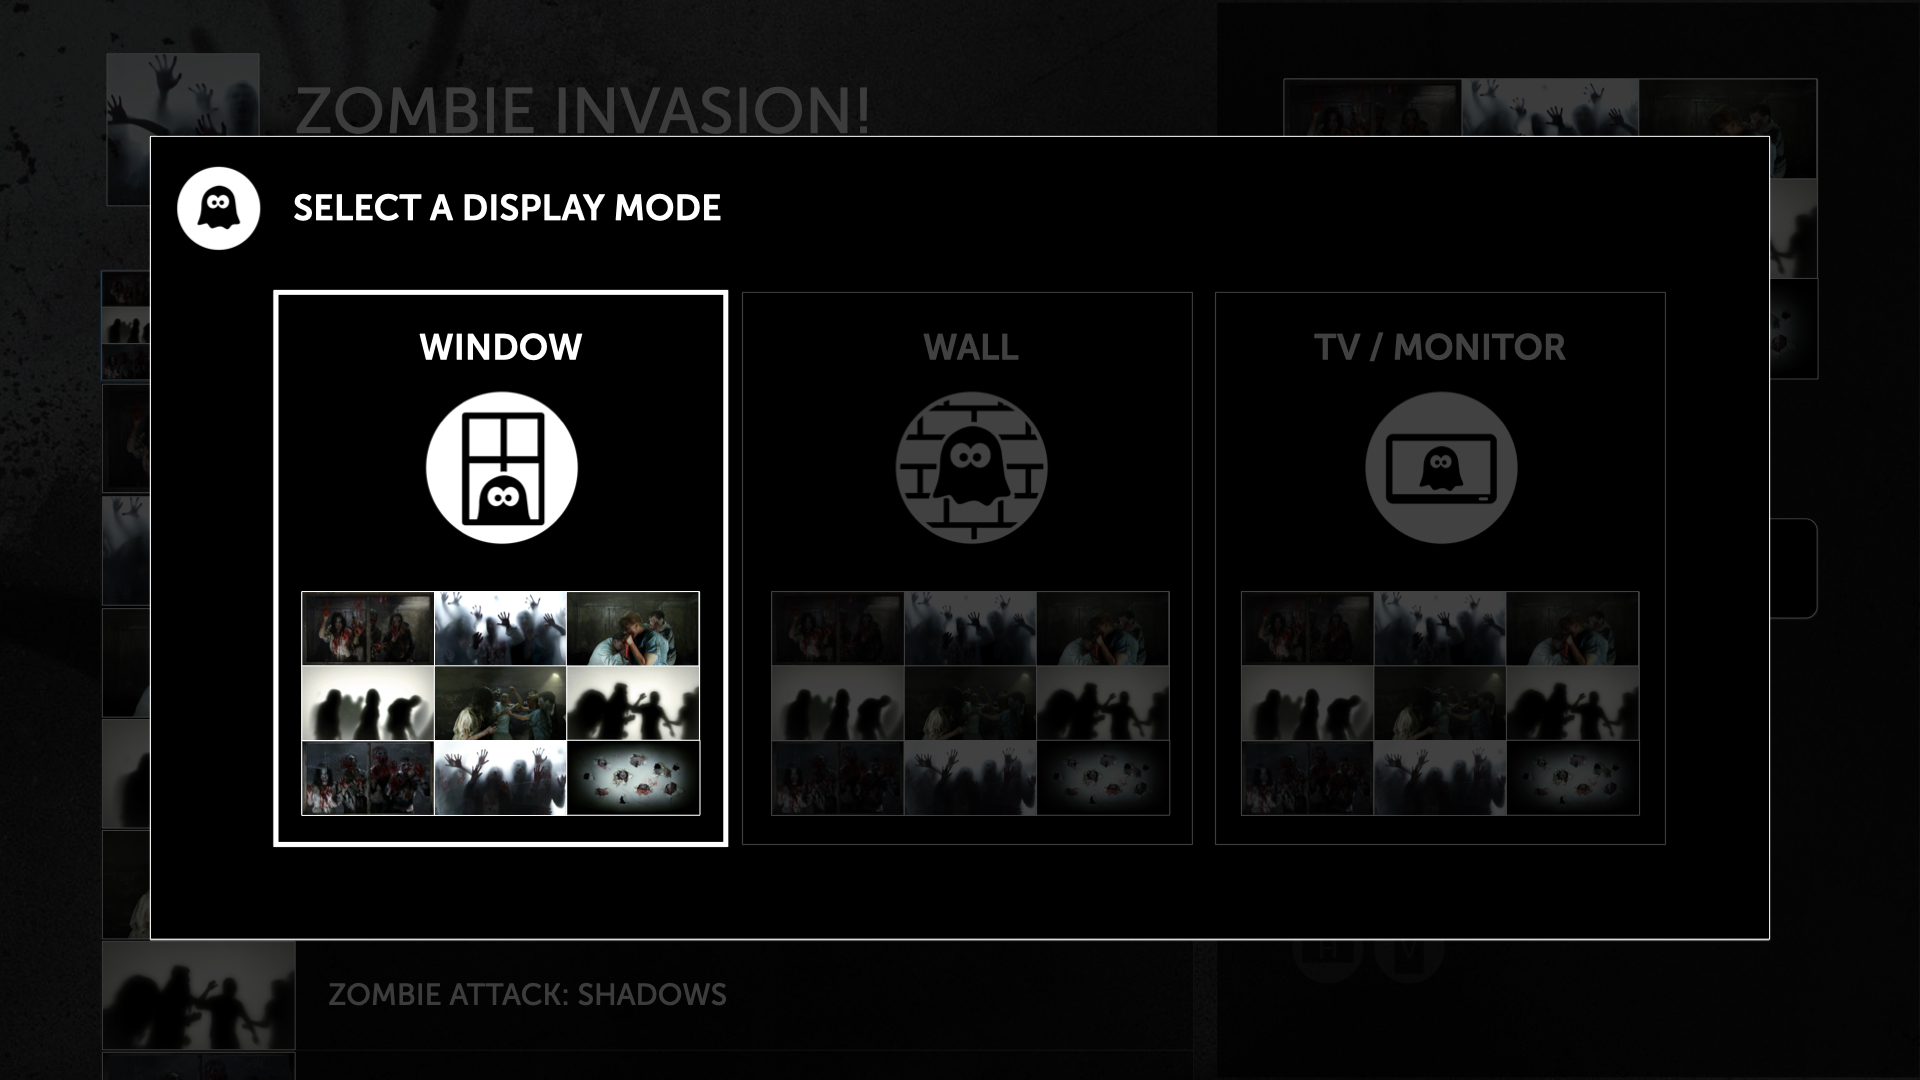 ZOMBIE INVASION!
SELECT A DISPLAY MODE
WINDOW
WALL
TV / MONITOR
H V
ZOMBIE ATTACK: SHADOWS